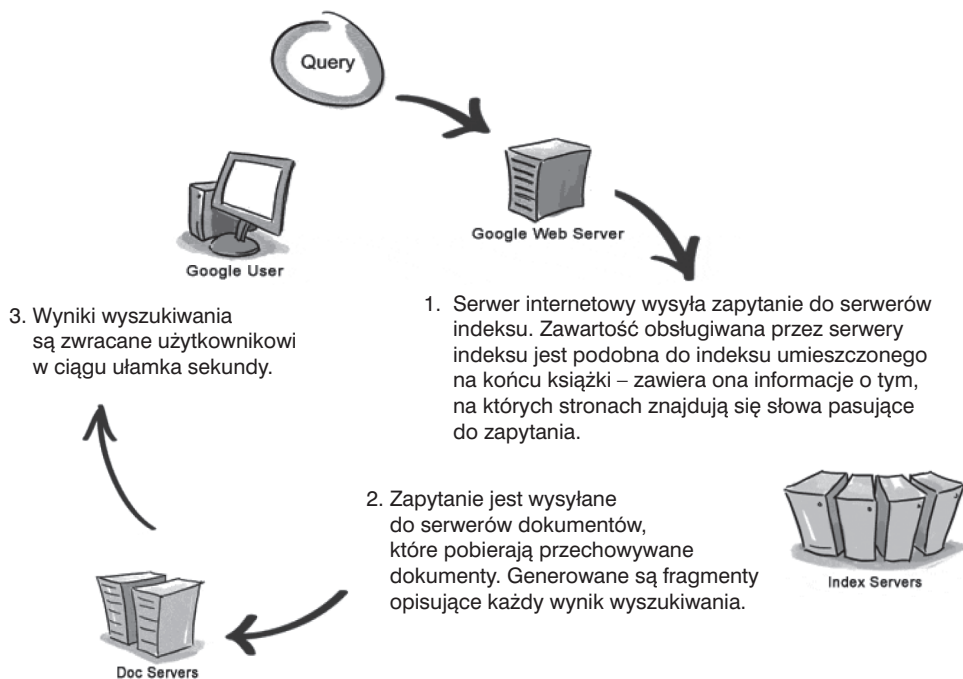 Query
Google Web Server
Google User
1. Serwer internetowy wysyła zapytanie do serwerów
indeksu. Zawartość obsługiwana przez serwery
indeksu jest podobna do indeksu umieszczonego
na końcu książki – zawiera ona informacje o tym,
na których stronach znajdują się słowa pasujące
do zapytania.
Index Servers
2. Zapytanie jest wysyłane
do serwerów dokumentów,
które pobierają przechowywane
dokumenty. Generowane są fragmenty
opisujące każdy wynik wyszukiwania.
Doc Servers
3. Wyniki wyszukiwania
są zwracane użytkownikowi
w ciągu ułamka sekundy.